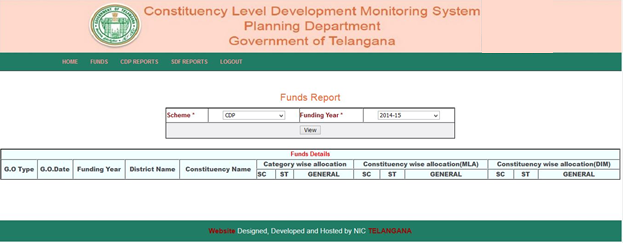 Constituency Level Development Monitoring System
Planning Department
Government of Telangana
HOME FUNDS CDP REPORTS SDF REPORTS LOGOUT
Funds Report
Scheme * CDP Funding Year * 2014-15
View
Funds Details
G.O Type G.O.Date Funding Year District Name Constituency Name Category wise allocation Constituency wise allocation(MLA) Constituency wise allocation(DIM)
SC ST GENERAL SC ST GENERAL SC ST GENERAL
Website Designed, Developed and Hosted by NIC TELANGANA